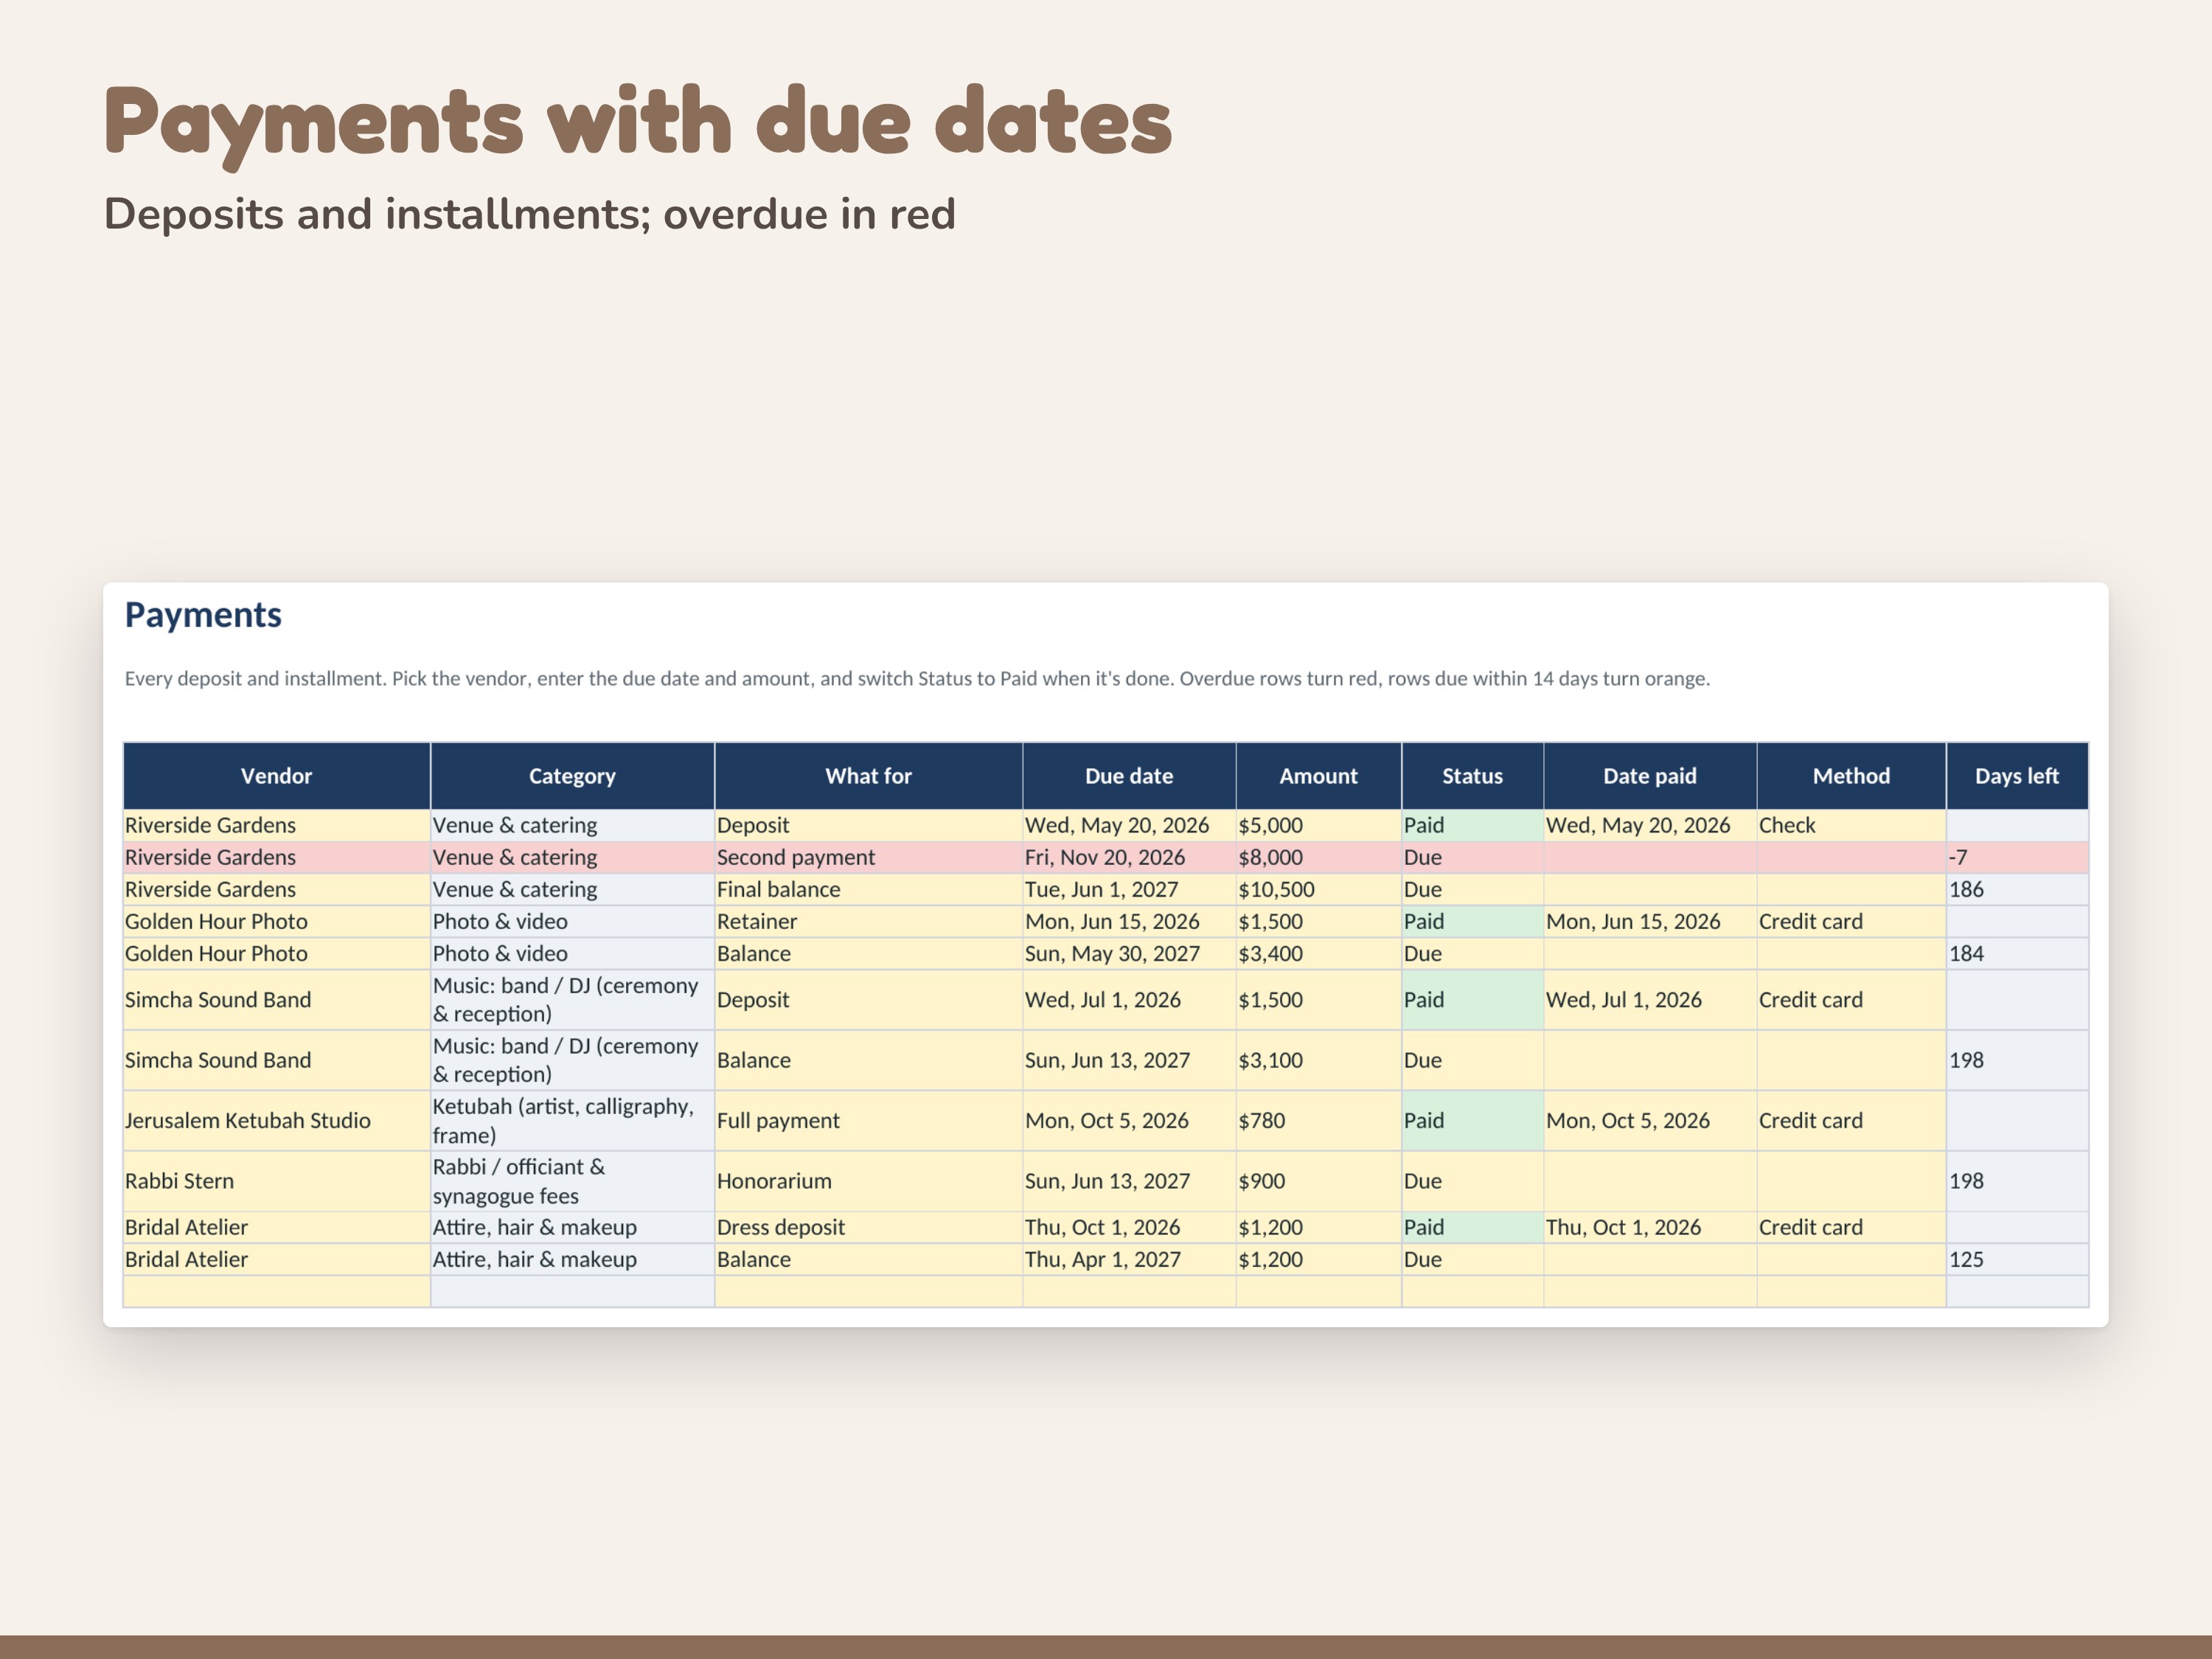 Payments with due dates
Deposits and installments; overdue in red
Payments
Every deposit and installment. Pick the vendor, enter the due date and amount, and switch Status to Paid when it's done. Overdue rows turn red, rows due within 14 days turn orange.
Vendor Category What for Due date Amount Status Date paid Method Days left
Riverside Gardens Venue & catering Deposit Wed, May 20, 2026 $5,000 Paid Wed, May 20, 2026 Check
Riverside Gardens Venue & catering Second payment Fri, Nov 20, 2026 $8,000 Due -7
Riverside Gardens Venue & catering Final balance Tue, Jun 1, 2027 $10,500 Due 186
Golden Hour Photo Photo & video Retainer Mon, Jun 15, 2026 $1,500 Paid Mon, Jun 15, 2026 Credit card
Golden Hour Photo Photo & video Balance Sun, May 30, 2027 $3,400 Due 184
Simcha Sound Band Music: band / DJ (ceremony
& reception) Deposit Wed, Jul 1, 2026 $1,500 Paid Wed, Jul 1, 2026 Credit card
Simcha Sound Band Music: band / DJ (ceremony
& reception) Balance Sun, Jun 13, 2027 $3,100 Due 198
Jerusalem Ketubah Studio Ketubah (artist, calligraphy,
frame) Full payment Mon, Oct 5, 2026 $780 Paid Mon, Oct 5, 2026 Credit card
Rabbi Stern Rabbi / officiant &
synagogue fees Honorarium Sun, Jun 13, 2027 $900 Due 198
Bridal Atelier Attire, hair & makeup Dress deposit Thu, Oct 1, 2026 $1,200 Paid Thu, Oct 1, 2026 Credit card
Bridal Atelier Attire, hair & makeup Balance Thu, Apr 1, 2027 $1,200 Due 125